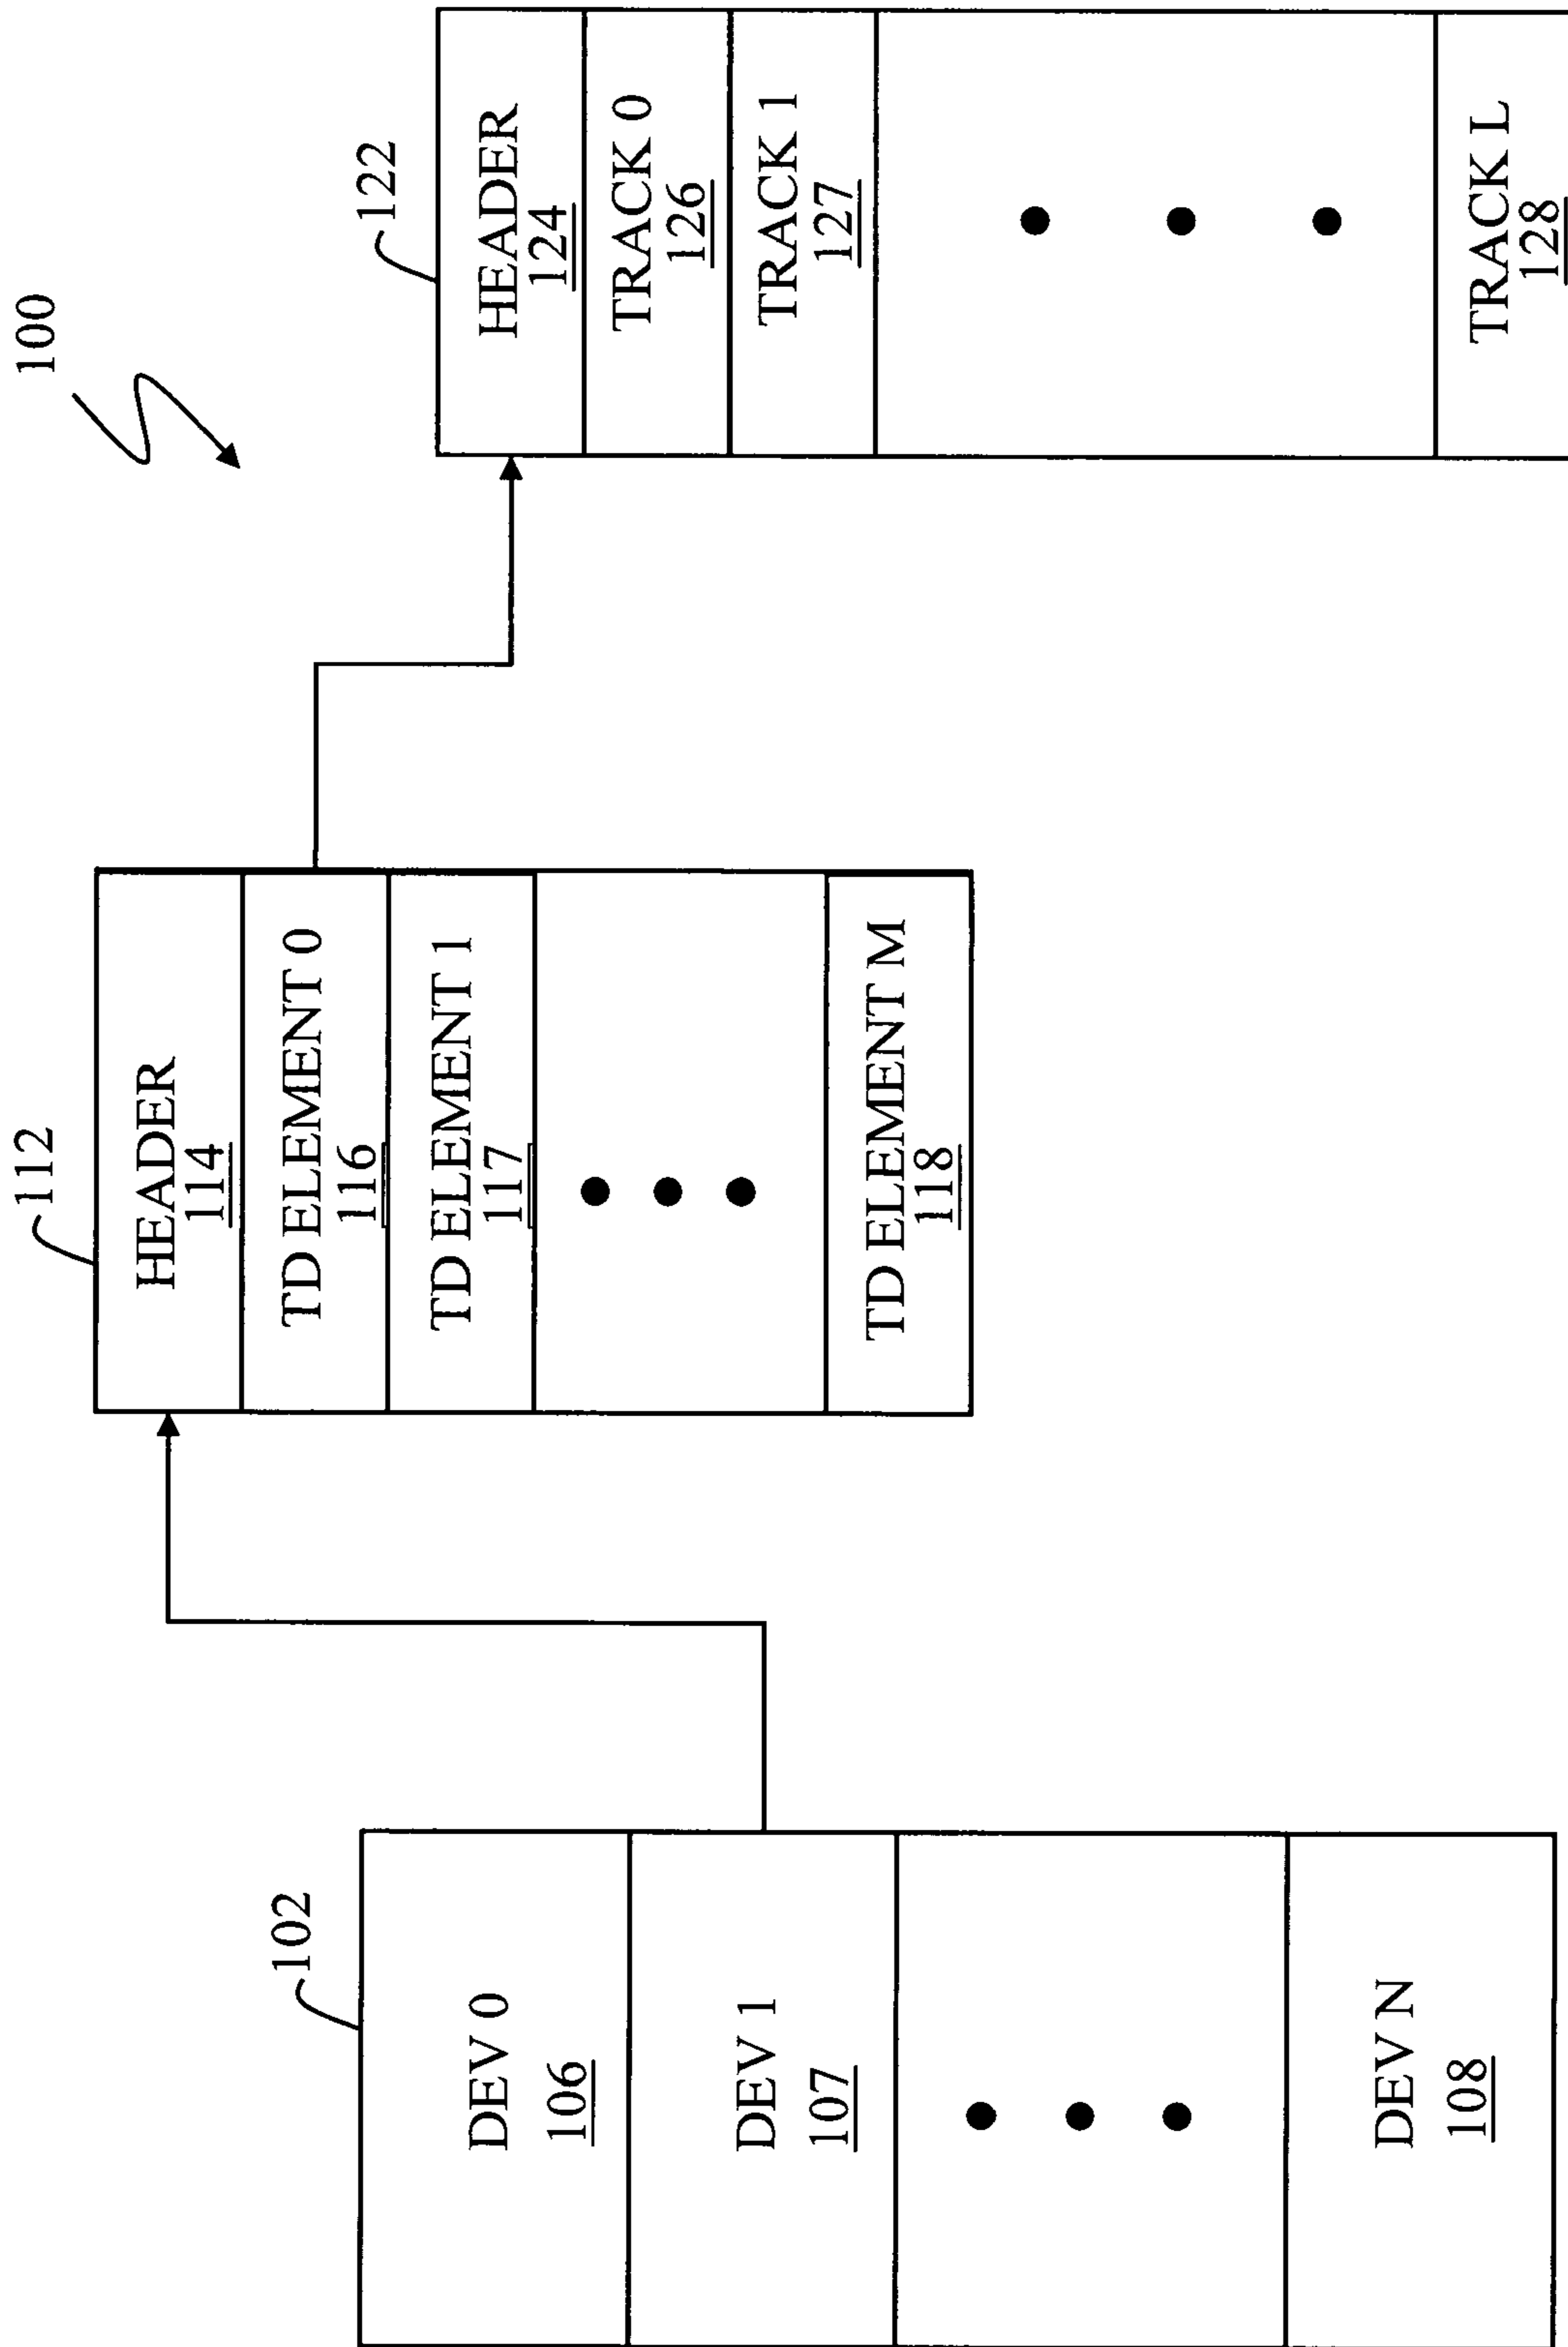 100
102
DEV 0
106
DEV 1
107
DEV N
108
112
HEADER
114
TD ELEMENT 0
116
TD ELEMENT 1
117
TD ELEMENT M
118
122
HEADER
124
TRACK 0
126
TRACK 1
127
TRACK L
128